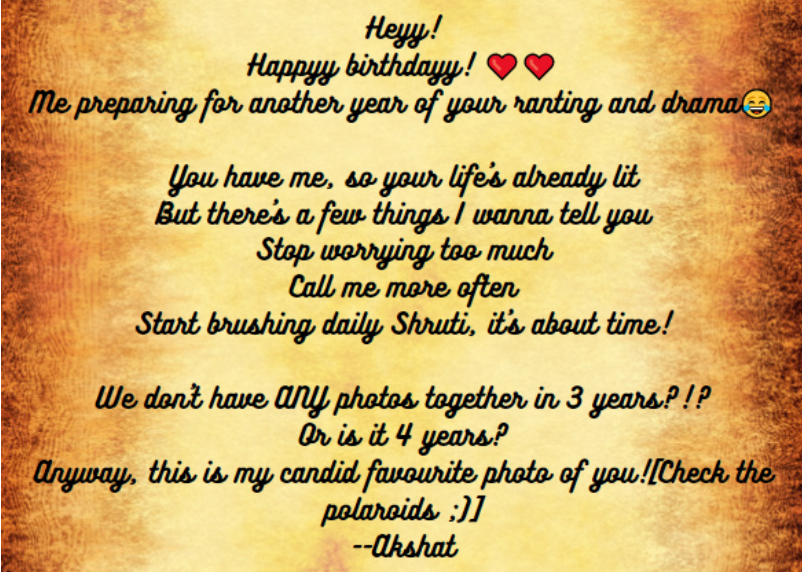 Heyy!
Happyy birthdayy! ❤️❤️
Me preparing for another year of your ranting and drama😂
You have me, so your life's already lit
But there's a few things I wanna tell you
Stop worrying too much
Call me more often
Start brushing daily Shruti, it's about time!
We don't have ANY photos together in 3 years?!?
Or is it 4 years?
Anyway, this is my candid favourite photo of you![Check the
polaroids ;)]
--Akshat